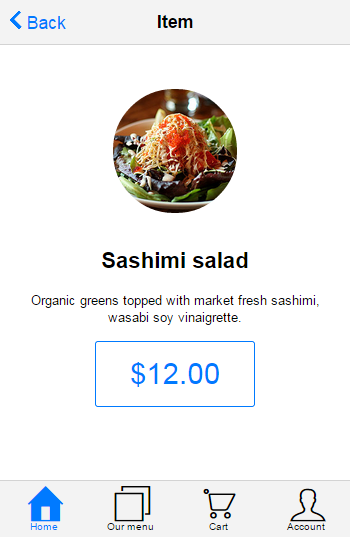 Back
Item
Sashimi salad
Organic greens topped with market fresh sashimi,
wasabi soy vinaigrette.
$12.00
Home
Our menu
Cart
Account